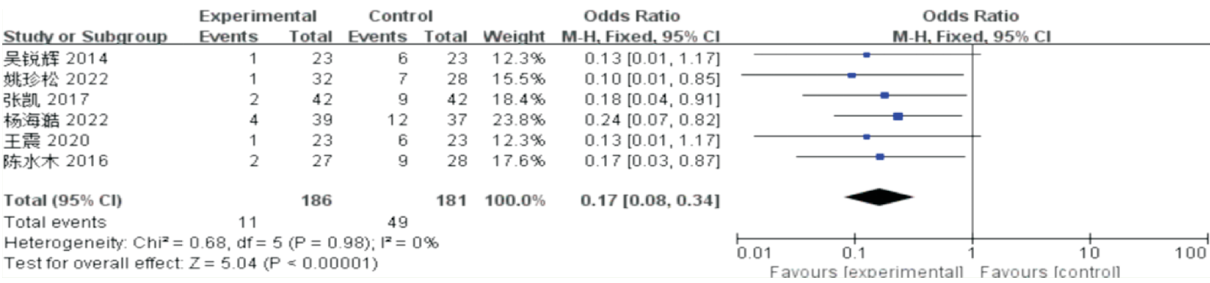 Experimental Control Odds Ratio Odds Ratio
Study or Subgroup Events Total Events Total Weight M-H, Fixed, 95% CI M-H, Fixed, 95% CI
吴锐辉 2014 1 23 6 23 12.3% 0.13 [0.01, 1.17]
姚珍松 2022 1 32 7 28 15.5% 0.10 [0.01, 0.85]
张凯 2017 2 42 9 42 18.4% 0.18 [0.04, 0.91]
杨海韬 2022 4 39 12 37 23.8% 0.24 [0.07, 0.82]
王震 2020 1 23 6 23 12.3% 0.13 [0.01, 1.17]
陈水木 2016 2 27 9 28 17.6% 0.17 [0.03, 0.87]
Total (95% CI) 186 181 100.0% 0.17 [0.08, 0.34]
Total events 11 49
Heterogeneity: Chi² = 0.68, df = 5 (P = 0.98); I² = 0%
Test for overall effect: Z = 5.04 (P < 0.00001)
0.01 0.1 1 10 100
Favours [experimental] Favours [control]